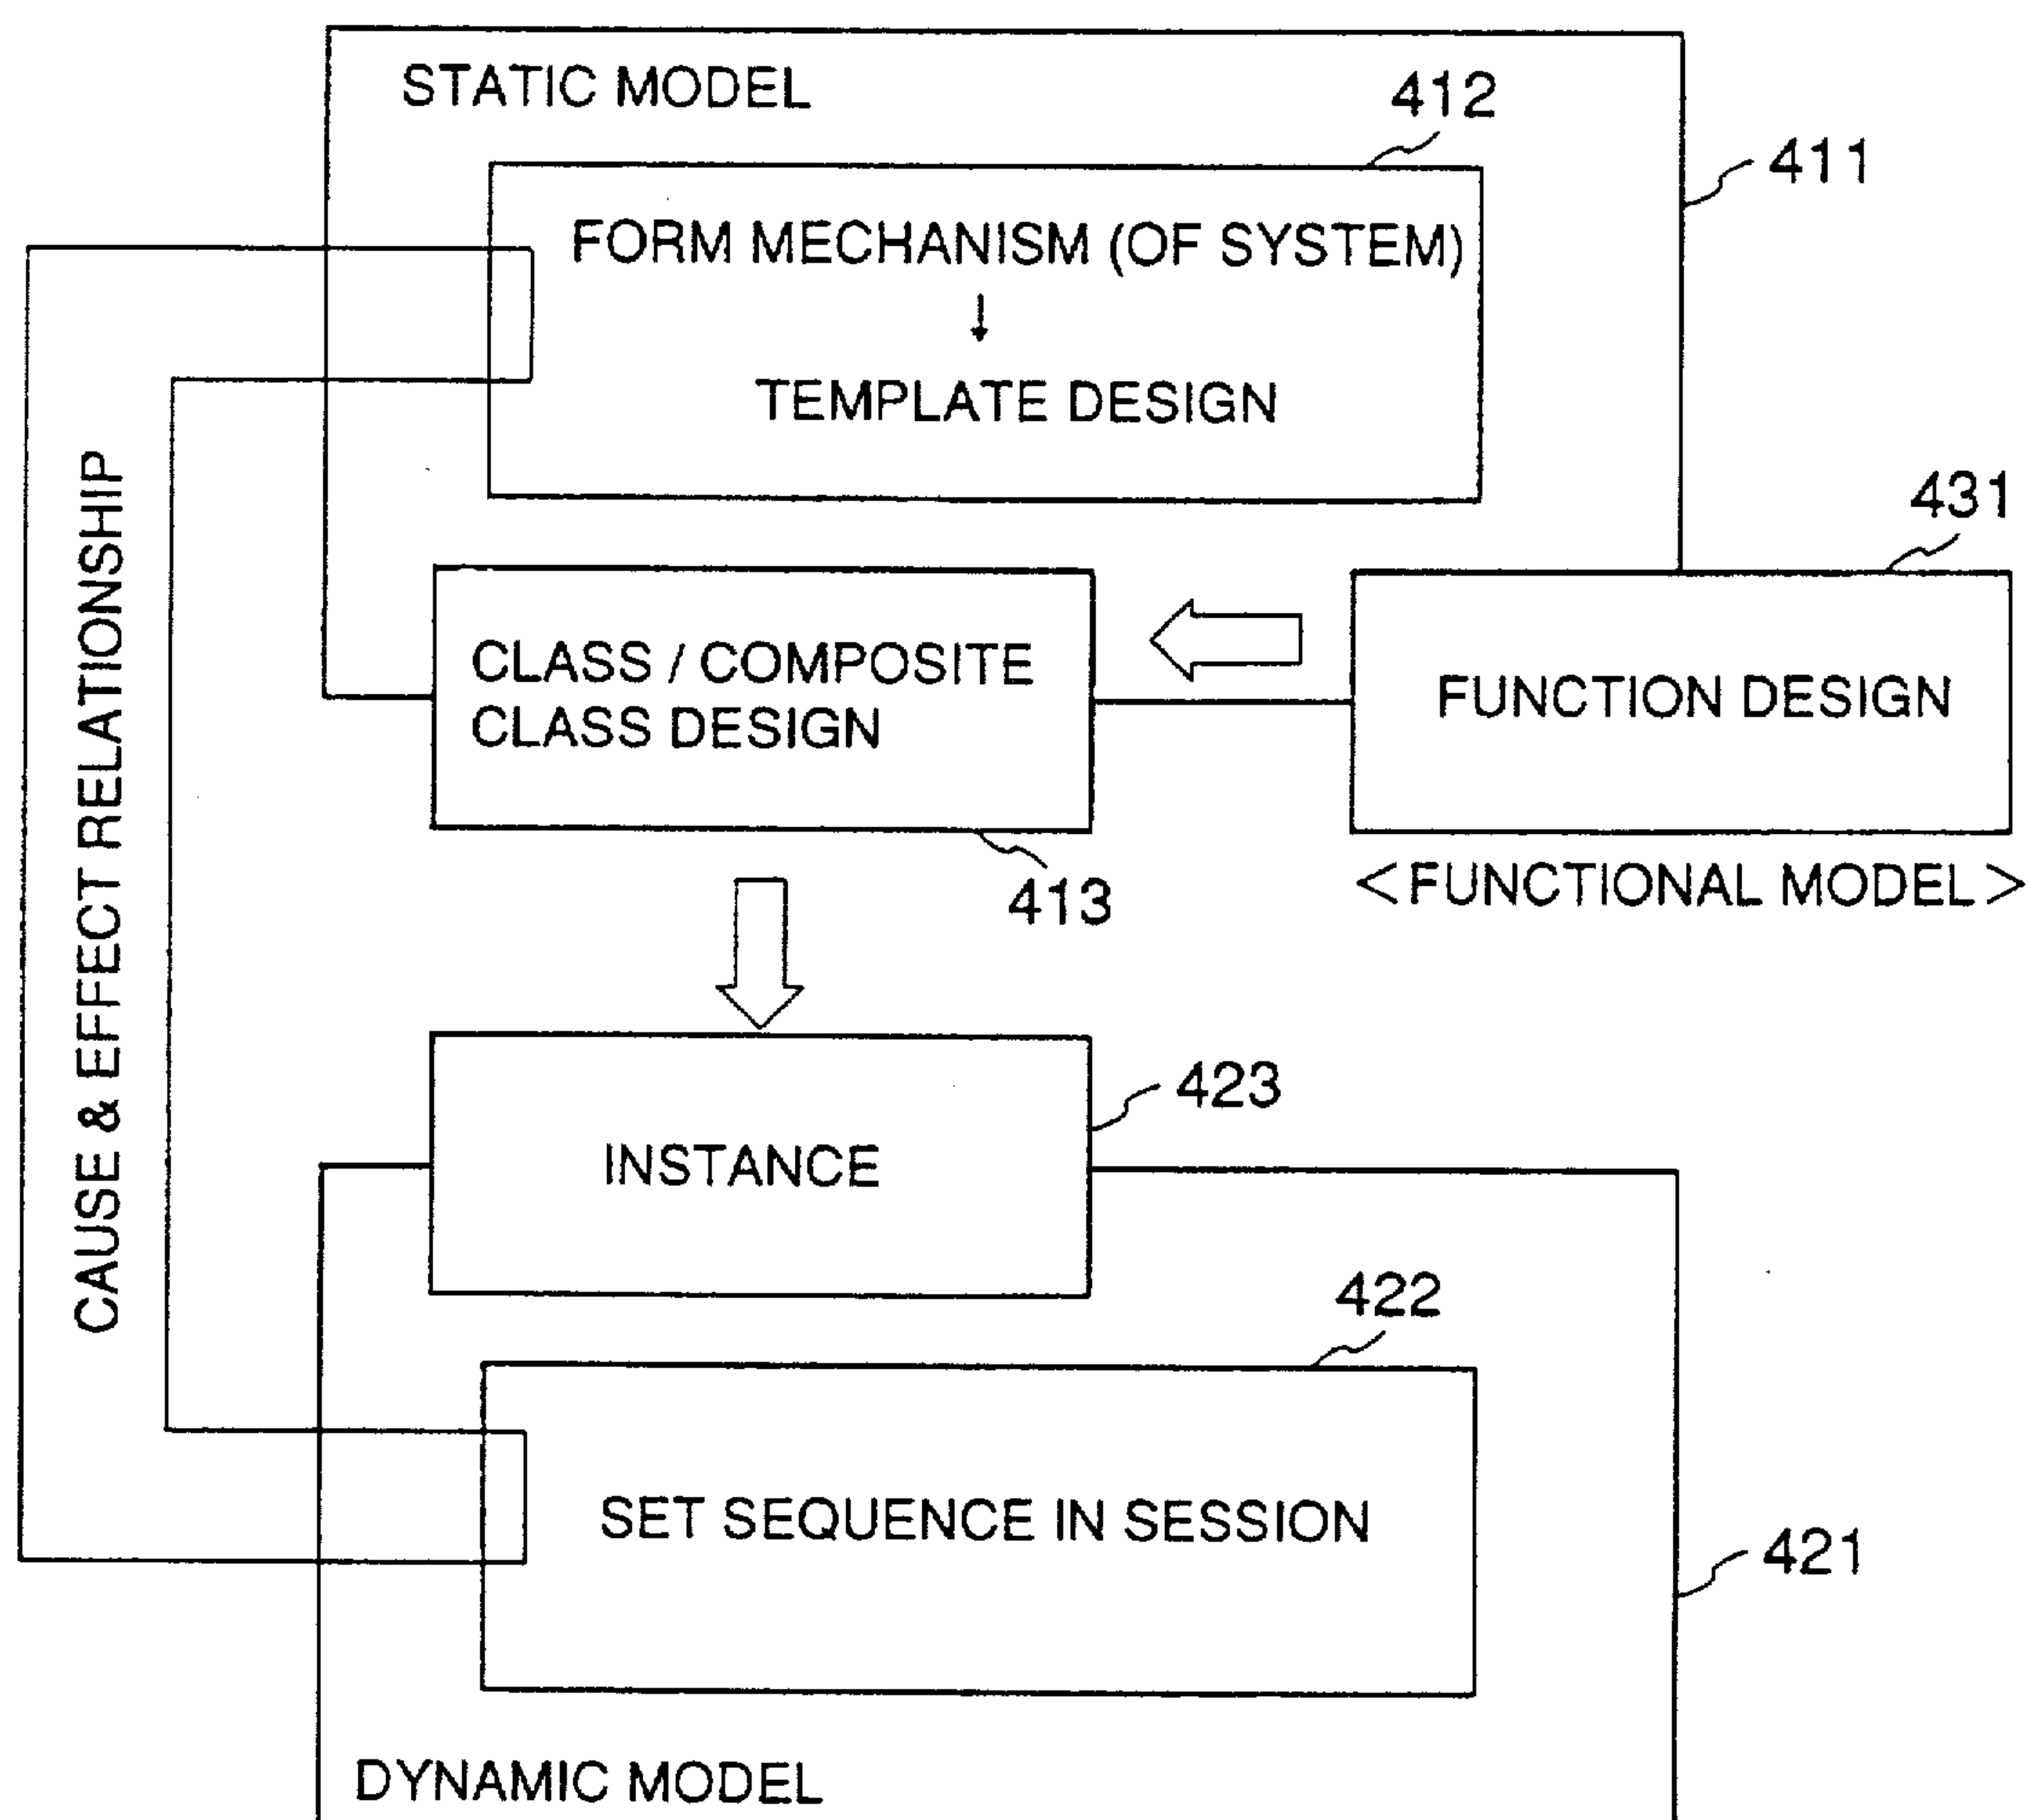 STATIC MODEL
412
411
FORM MECHANISM (OF SYSTEM)
TEMPLATE DESIGN
431
CLASS / COMPOSITE
CLASS DESIGN
FUNCTION DESIGN
413
<FUNCTIONAL MODEL>
CAUSE & EFFECT RELATIONSHIP
423
INSTANCE
422
SET SEQUENCE IN SESSION
421
DYNAMIC MODEL